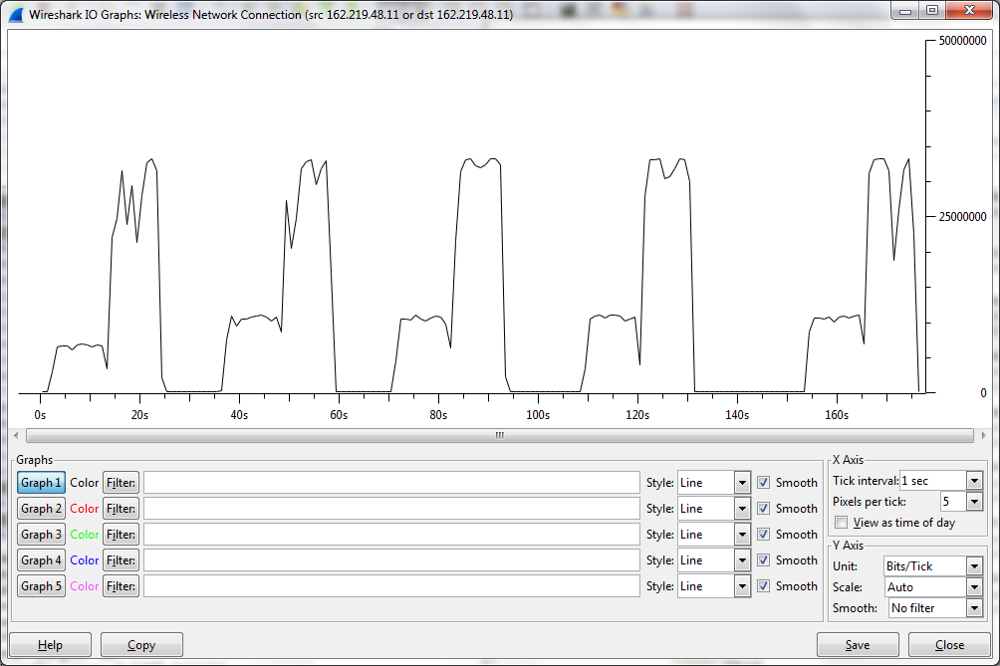 Wireshark IO Graphs: Wireless Network Connection (src 162.219.48.11 or dst 162.219.48.11)
50000000
25000000
0
0s 20s 40s 60s 80s 100s 120s 140s 160s
Graphs
Graph 1 Color Filter: Style: Line Smooth
Graph 2 Color Filter: Style: Line Smooth
Graph 3 Color Filter: Style: Line Smooth
Graph 4 Color Filter: Style: Line Smooth
Graph 5 Color Filter: Style: Line Smooth
X Axis
Tick interval: 1 sec
Pixels per tick: 5
View as time of day
Y Axis
Unit: Bits/Tick
Scale: Auto
Smooth: No filter
Help Copy Save Close